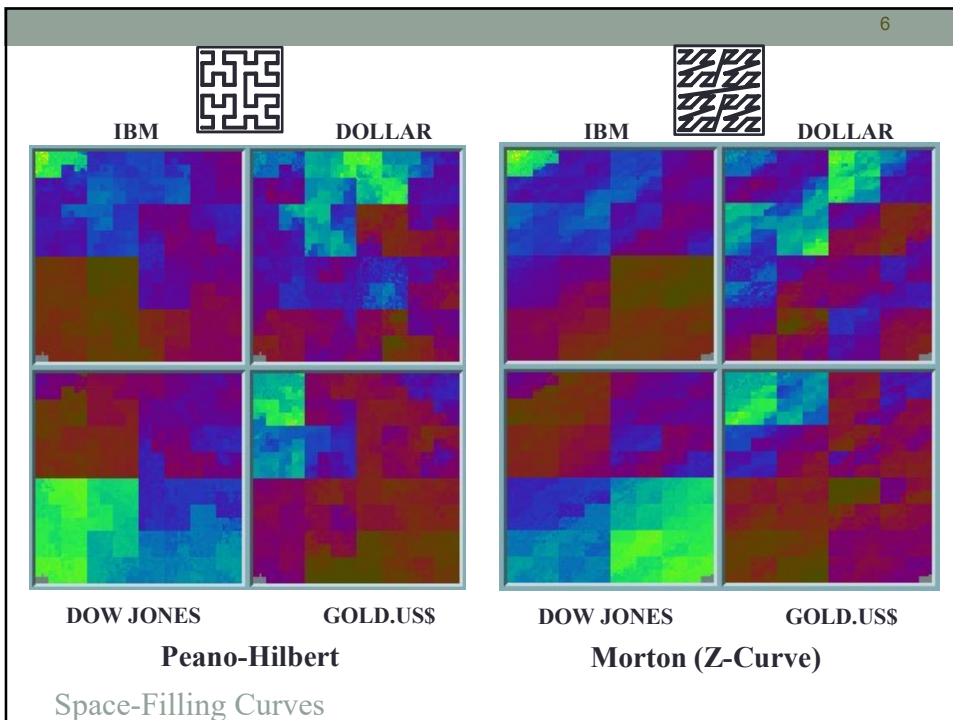 6
IBM DOLLAR
DOW JONES GOLD.US$
Peano-Hilbert
IBM DOLLAR
DOW JONES GOLD.US$
Morton (Z-Curve)
Space-Filling Curves